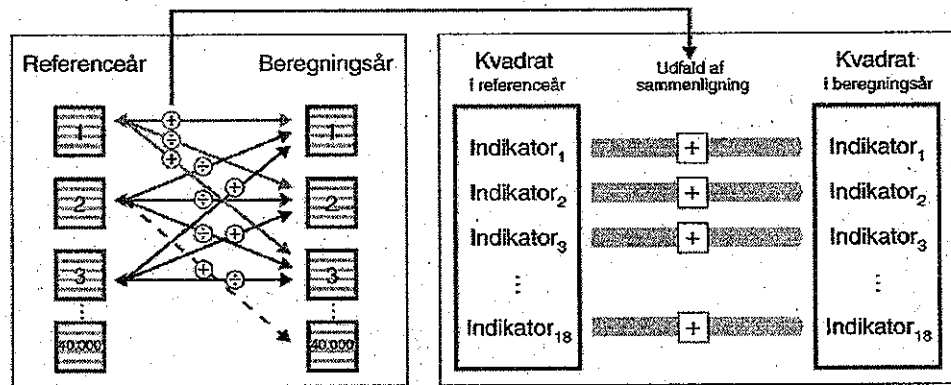 Referenceår
Beregningsår
1
2
3
⋮
40.000
1
2
3
⋮
40.000
+
÷
+
÷
+
÷
÷
+
+
÷
Kvadrat
i referenceår
Udfald af
sammenligning
Kvadrat
i beregningsår
Indikator₁
+
Indikator₁
Indikator₂
+
Indikator₂
Indikator₃
+
Indikator₃
⋮
⋮
Indikator₁₈
+
Indikator₁₈